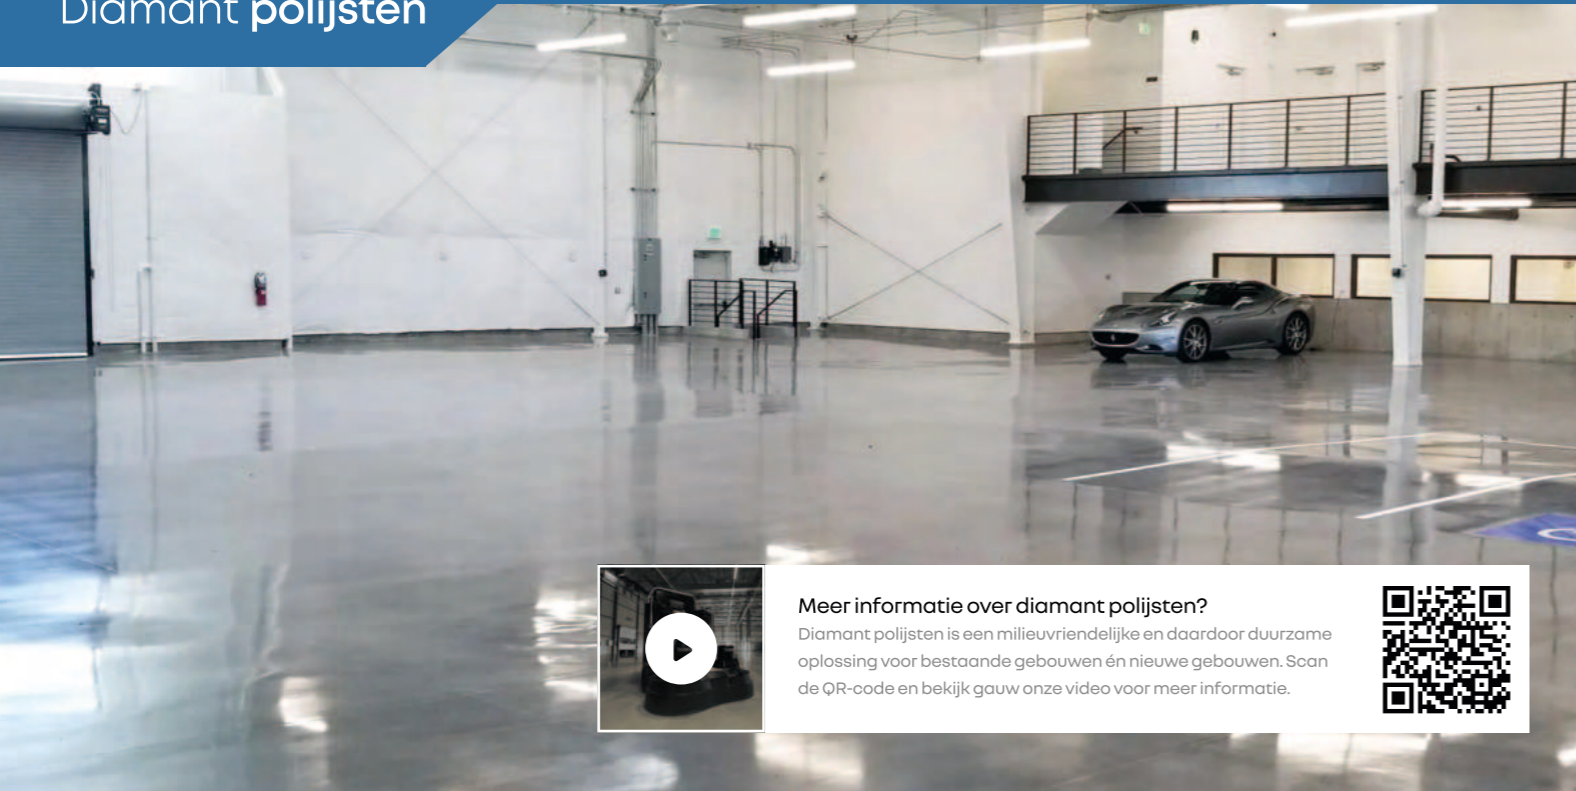 Diamant polijsten
Meer informatie over diamant polijsten?
Diamant polijsten is een milieuvriendelijke en daardoor duurzame
oplossing voor bestaande gebouwen én nieuwe gebouwen. Scan
de QR-code en bekijk gauw onze video voor meer informatie.